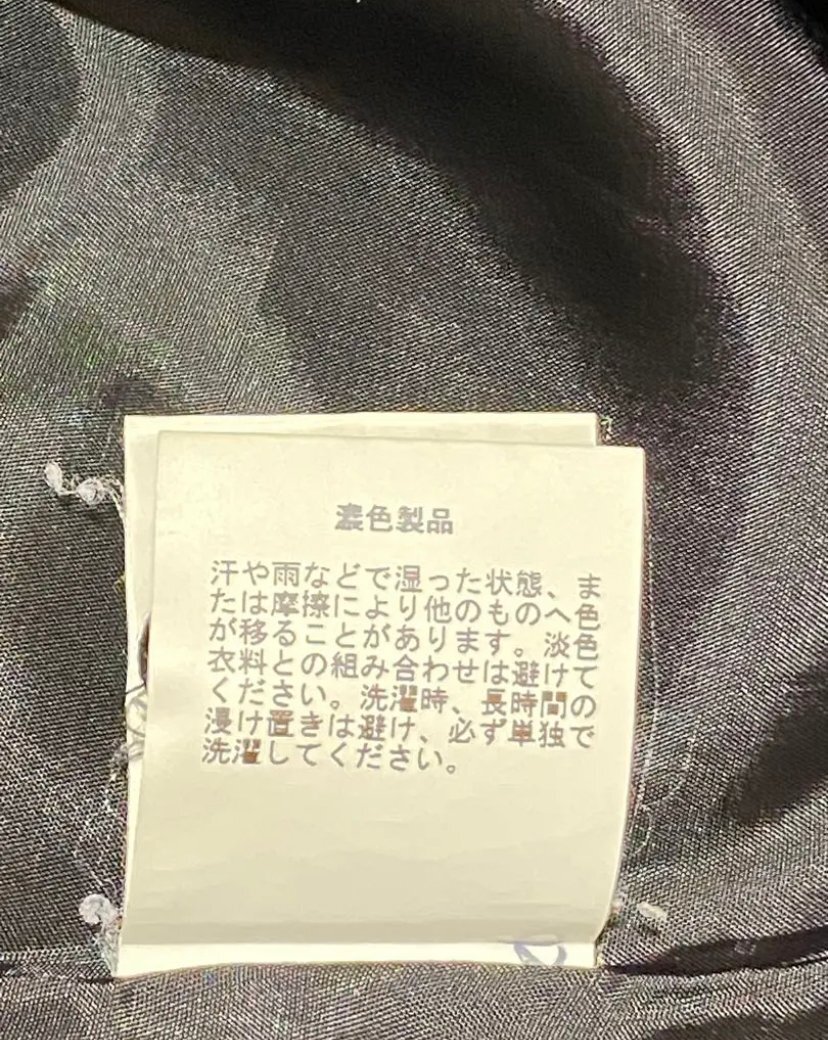 濃色製品
汗や雨などで湿った状態、ま
たは摩擦により他のものへ色
が移ることがあります。淡色
衣料との組み合わせは避けて
ください。洗濯時、長時間の
浸け置きは避け、必ず単独で
洗濯してください。